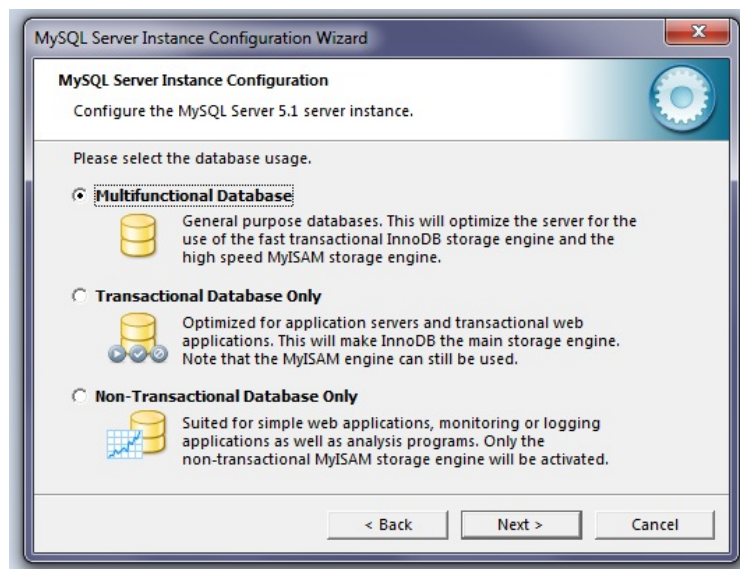 MySQL Server Instance Configuration Wizard
MySQL Server Instance Configuration
Configure the MySQL Server 5.1 server instance.
Please select the database usage.
Multifunctional Database
General purpose databases. This will optimize the server for the
use of the fast transactional InnoDB storage engine and the
high speed MyISAM storage engine.
Transactional Database Only
Optimized for application servers and transactional web
applications. This will make InnoDB the main storage engine.
Note that the MyISAM engine can still be used.
Non-Transactional Database Only
Suited for simple web applications, monitoring or logging
applications as well as analysis programs. Only the
non-transactional MyISAM storage engine will be activated.
< Back Next > Cancel